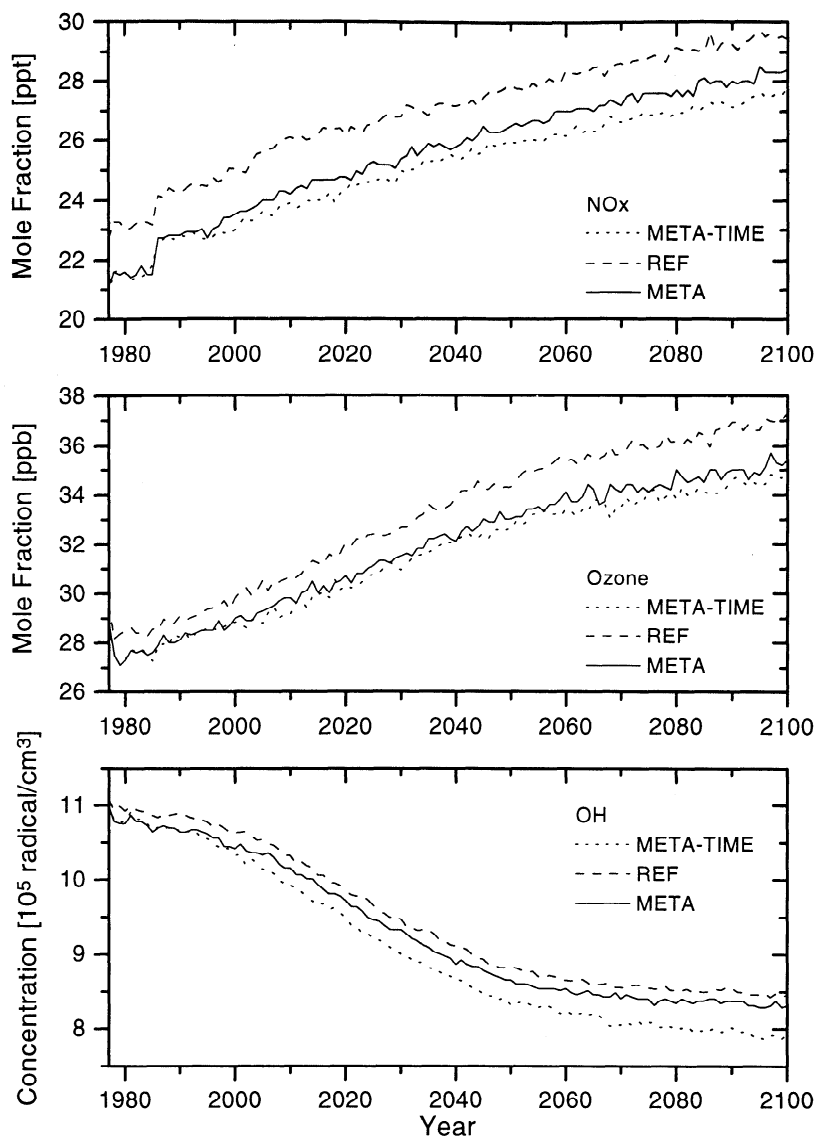 Mole Fraction [ppt]
30
28
26
24
22
20
NOx
META-TIME
REF
META
1980 2000 2020 2040 2060 2080 2100
Mole Fraction [ppb]
38
36
34
32
30
28
26
Ozone
META-TIME
REF
META
1980 2000 2020 2040 2060 2080 2100
Concentration [10⁵ radical/cm³]
11
10
9
8
OH
META-TIME
REF
META
1980 2000 2020 2040 2060 2080 2100
Year